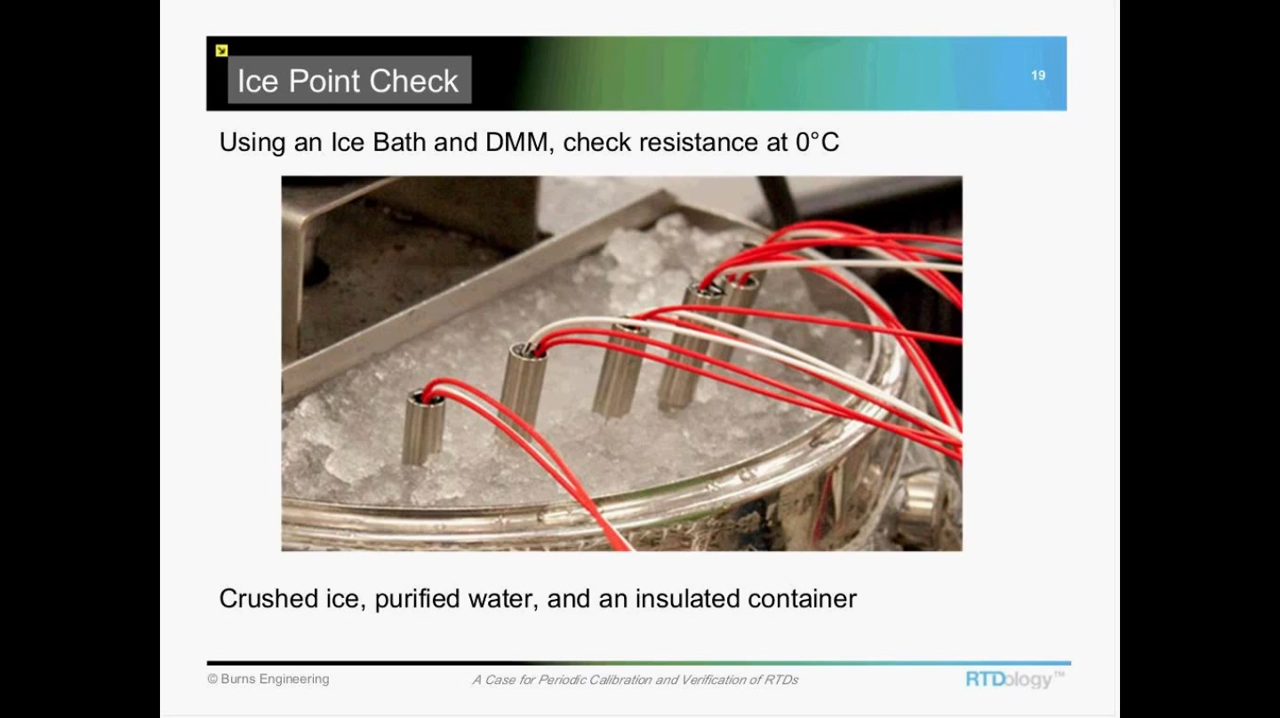 Ice Point Check
19
Using an Ice Bath and DMM, check resistance at 0°C
Crushed ice, purified water, and an insulated container
© Burns Engineering
A Case for Periodic Calibration and Verification of RTDs
RTDology™